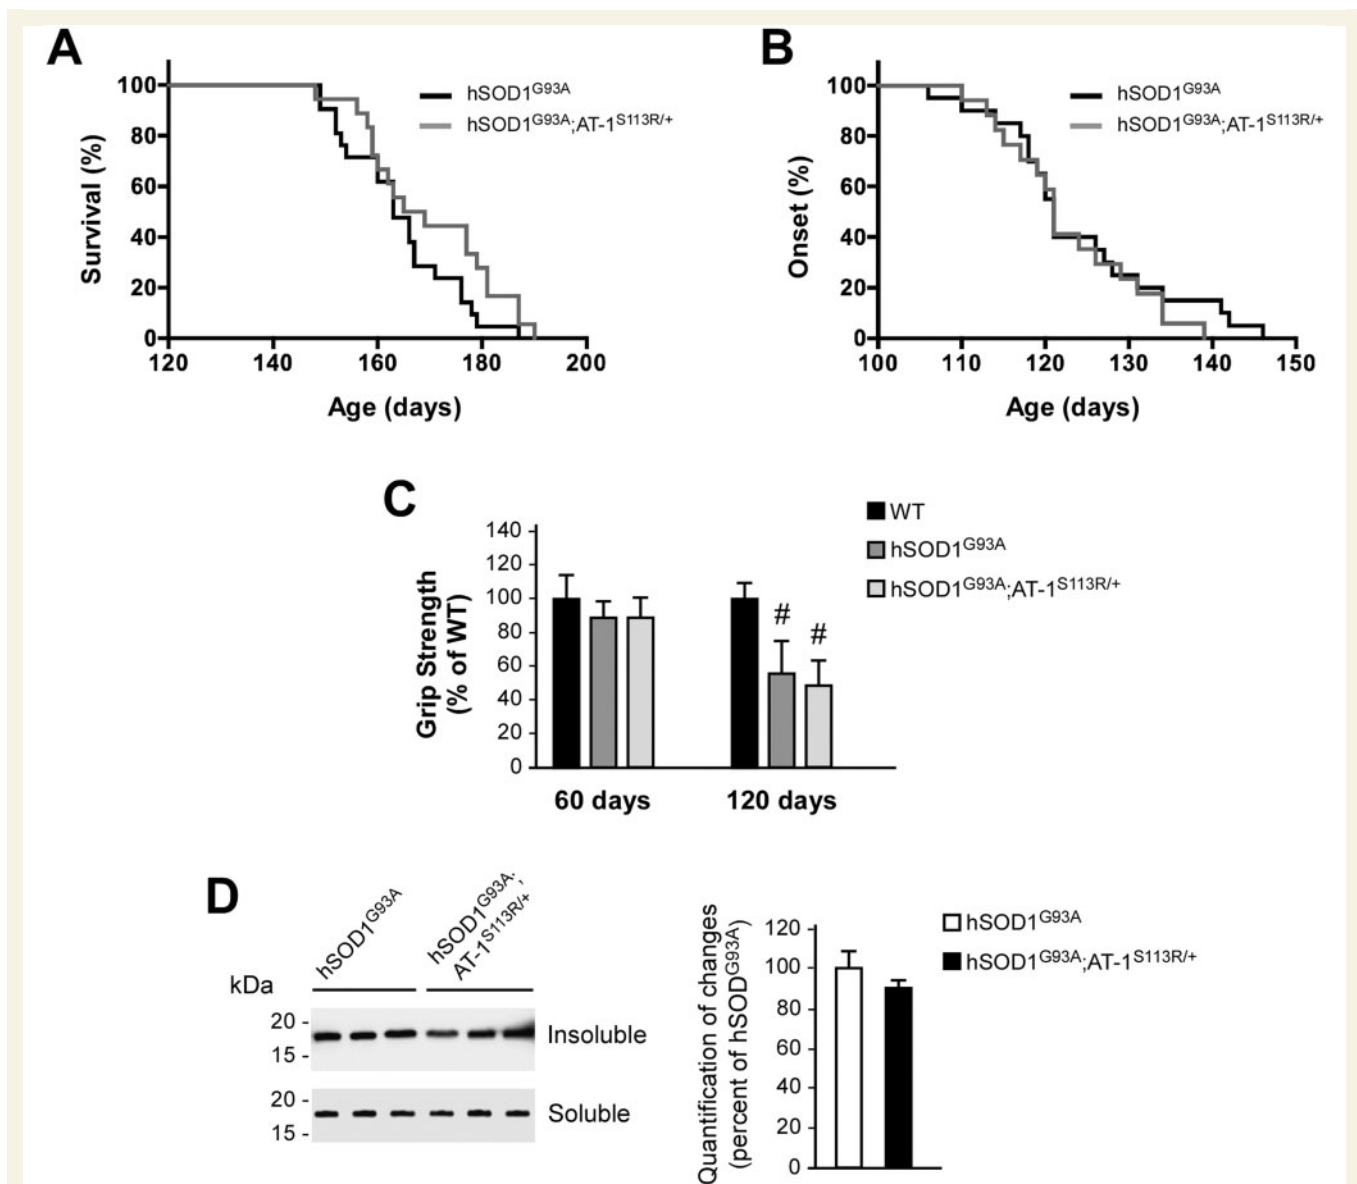 A
Survival (%)
100
80
60
40
20
0
120 140 160 180 200
Age (days)
hSOD1G93A
hSOD1G93A;AT-1S113R/+
B
Onset (%)
100
80
60
40
20
0
100 110 120 130 140 150
Age (days)
hSOD1G93A
hSOD1G93A;AT-1S113R/+
C
Grip Strength
(% of WT)
140
120
100
80
60
40
20
0
# #
60 days 120 days
WT
hSOD1G93A
hSOD1G93A;AT-1S113R/+
D
hSOD1G93A
hSOD1G93A;
AT-1S113R/+
kDa
20 -
15 -
Insoluble
20 -
15 -
Soluble
Quantification of changes
(percent of hSODG93A)
120
100
80
60
40
20
0
hSOD1G93A
hSOD1G93A;AT-1S113R/+